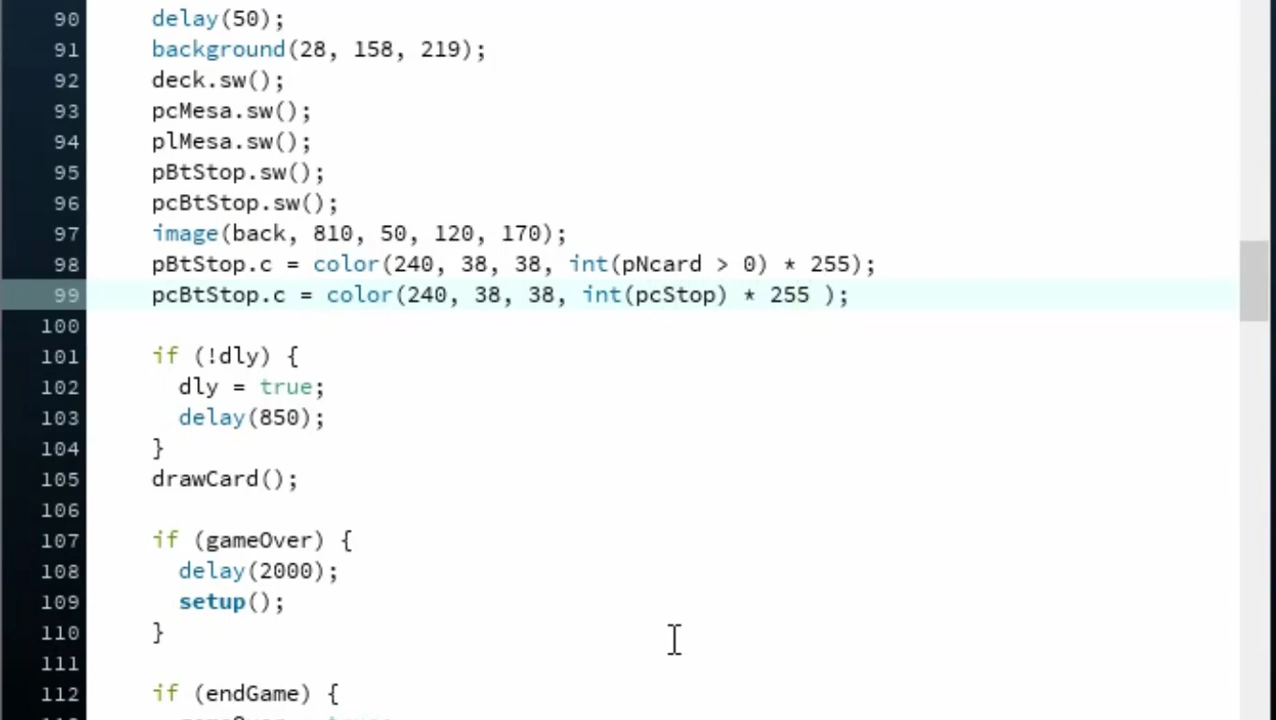 90 delay(50);
91 background(28, 158, 219);
92 deck.sw();
93 pcMesa.sw();
94 plMesa.sw();
95 pBtStop.sw();
96 pcBtStop.sw();
97 image(back, 810, 50, 120, 170);
98 pBtStop.c = color(240, 38, 38, int(pNcard > 0) * 255);
99 pcBtStop.c = color(240, 38, 38, int(pcStop) * 255 );
100
101 if (!dly) {
102 dly = true;
103 delay(850);
104 }
105 drawCard();
106
107 if (gameOver) {
108 delay(2000);
109 setup();
110 }
111
112 if (endGame) {